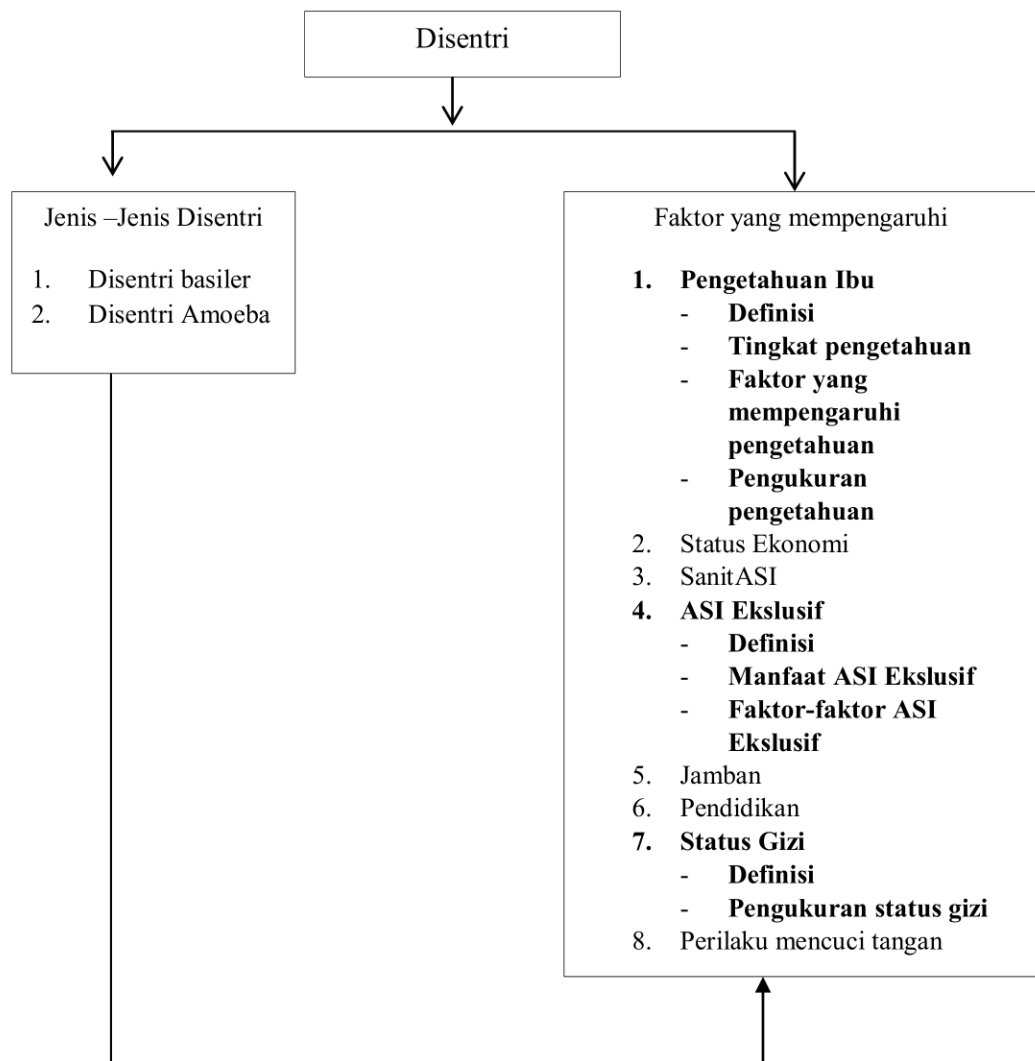 Disentri
Jenis –Jenis Disentri
1. Disentri basiler
2. Disentri Amoeba
Faktor yang mempengaruhi
1. Pengetahuan Ibu
- Definisi
- Tingkat pengetahuan
- Faktor yang
mempengaruhi
pengetahuan
- Pengukuran
pengetahuan
2. Status Ekonomi
3. SanitASI
4. ASI Ekslusif
- Definisi
- Manfaat ASI Ekslusif
- Faktor-faktor ASI
Ekslusif
5. Jamban
6. Pendidikan
7. Status Gizi
- Definisi
- Pengukuran status gizi
8. Perilaku mencuci tangan